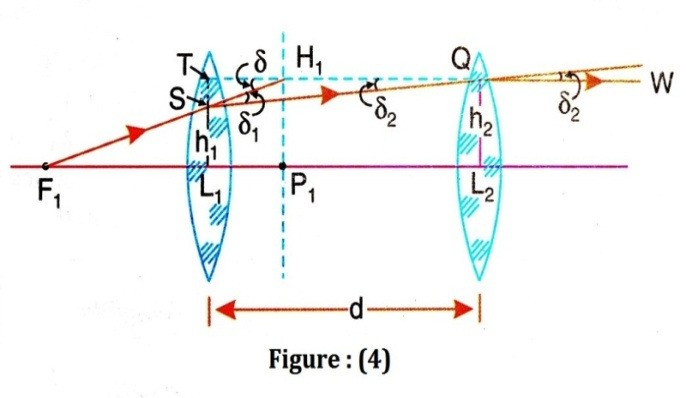 T δ H₁ Q
S δ₁ δ₂ δ₂ W
h₁ h₂
F₁ L₁ P₁ L₂
d
Figure : (4)